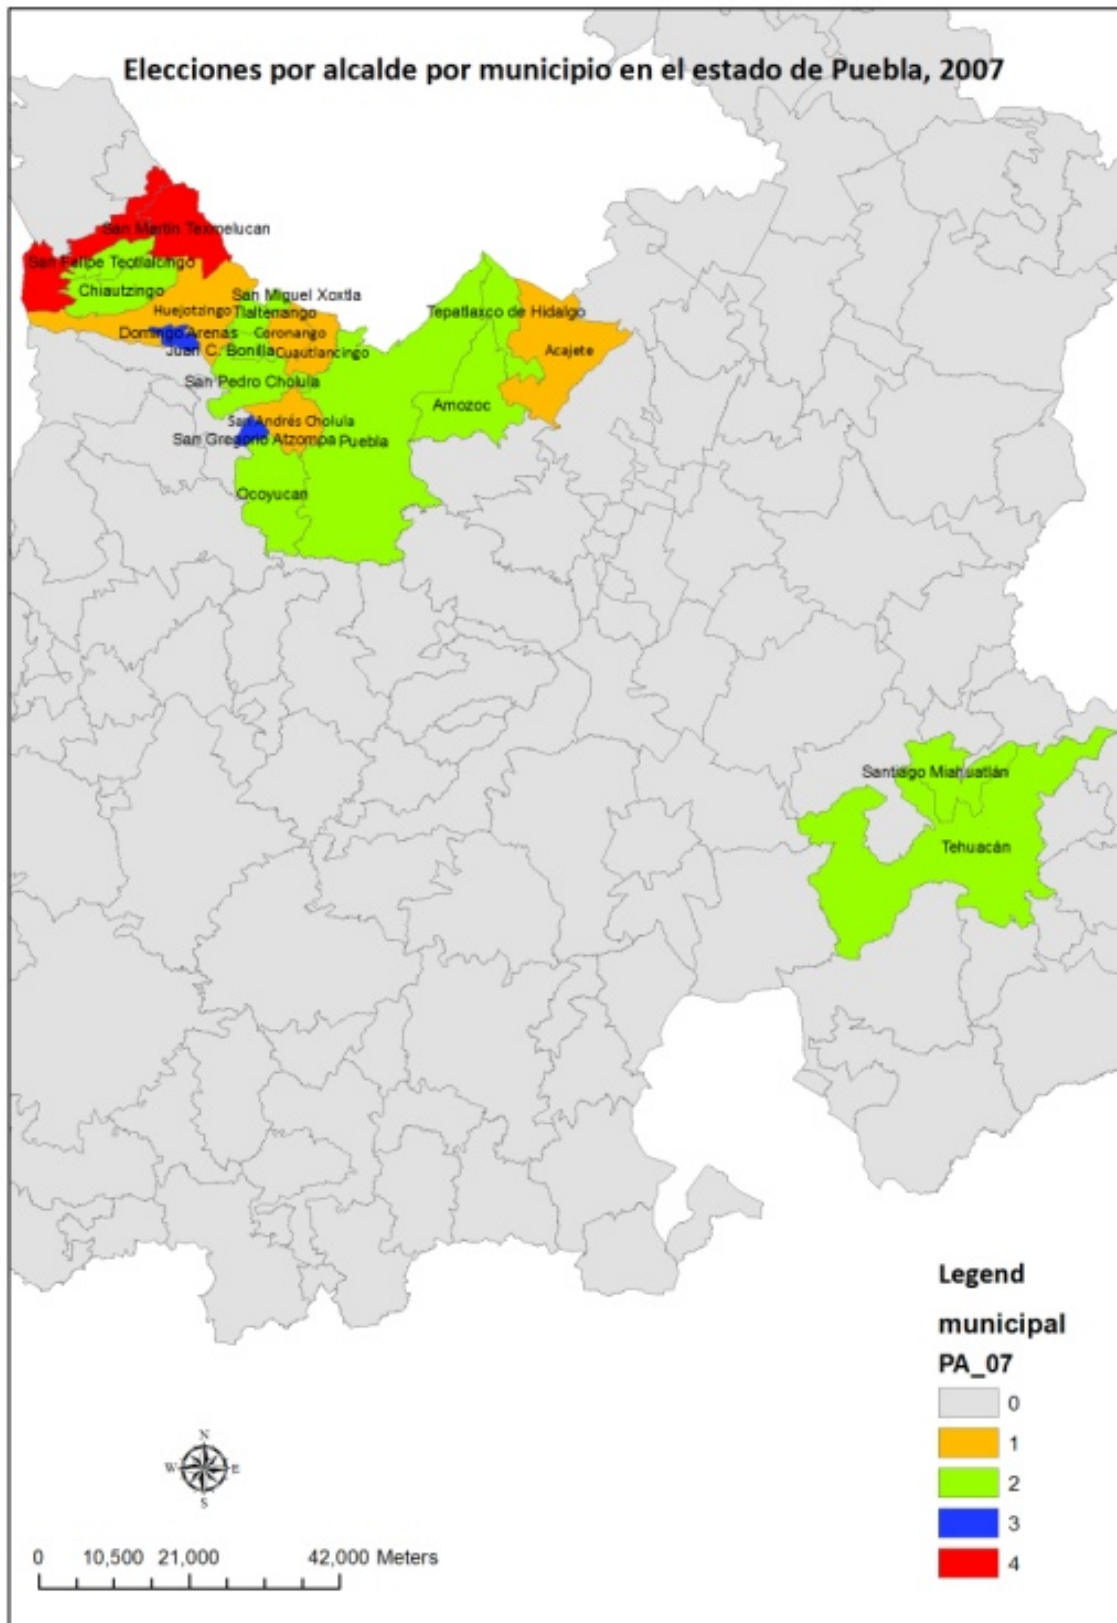 Elecciones por alcalde por municipio en el estado de Puebla, 2007
San Martín Texmelucan
San Felipe Teotlalcingo
Chiautzingo
San Miguel Xoxtla
Huejotzingo
Tlaltenango
Tepatlaxco de Hidalgo
Domingo Arenas
Coronango
Juan C. Bonilla
Cuautlancingo
Acajete
San Pedro Cholula
Amozoc
San Andrés Cholula
San Gregorio Atzompa
Puebla
Ocoyucan
Santiago Miahuatlán
Tehuacán
Legend
municipal
PA_07
0
1
2
3
4
N
W E
S
0 10,500 21,000 42,000 Meters